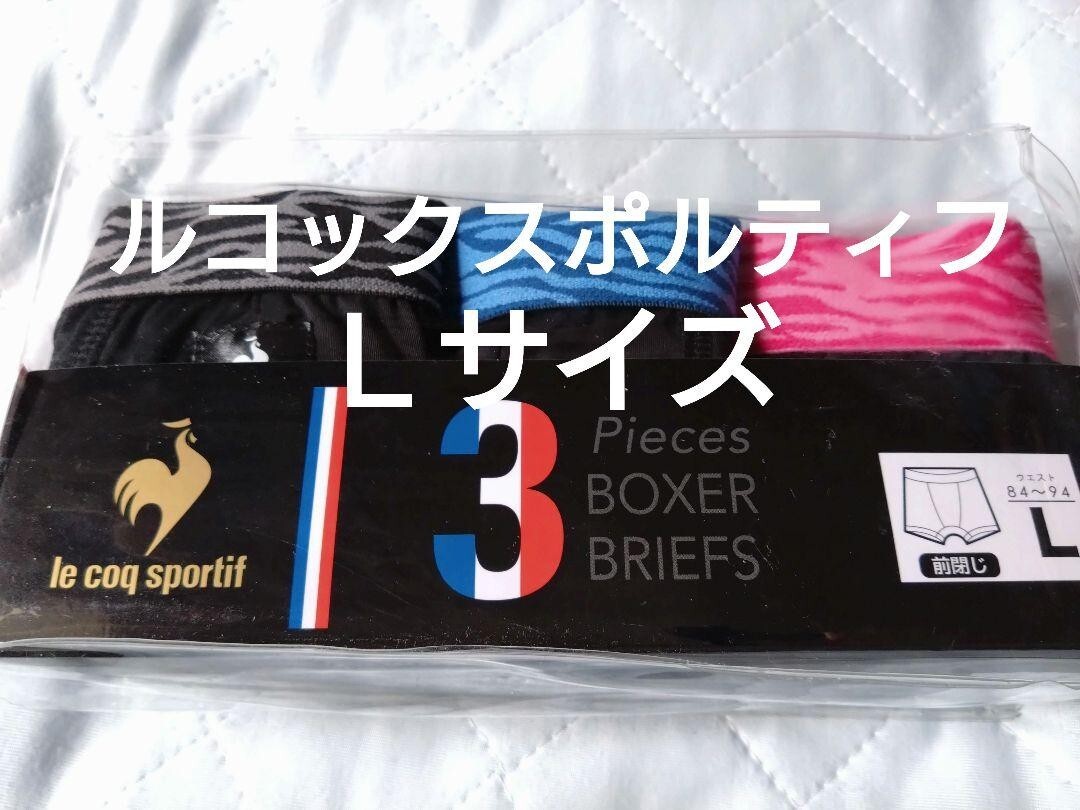 ルコックスポルティフ
Lサイズ
le coq sportif
3
Pieces
BOXER
BRIEFS
ウエスト
84〜94
L
前閉じ